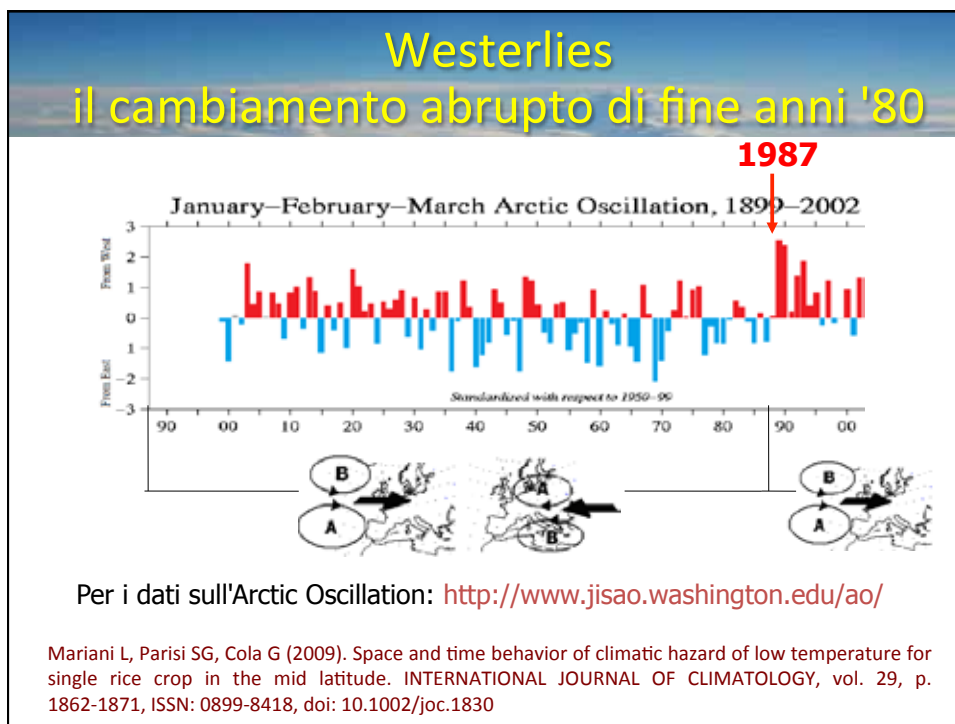 Westerlies
il cambiamento abrupto di fine anni '80
1987
January–February–March Arctic Oscillation, 1899–2002
3
2
1
0
1
−2
−3
From West
From East
Standardized with respect to 1950–99
90 00 10 20 30 40 50 60 70 80 90 00
B
A
A
B
B
A
Per i dati sull'Arctic Oscillation: http://www.jisao.washington.edu/ao/
Mariani L, Parisi SG, Cola G (2009). Space and time behavior of climatic hazard of low temperature for
single rice crop in the mid latitude. INTERNATIONAL JOURNAL OF CLIMATOLOGY, vol. 29, p.
1862-1871, ISSN: 0899-8418, doi: 10.1002/joc.1830